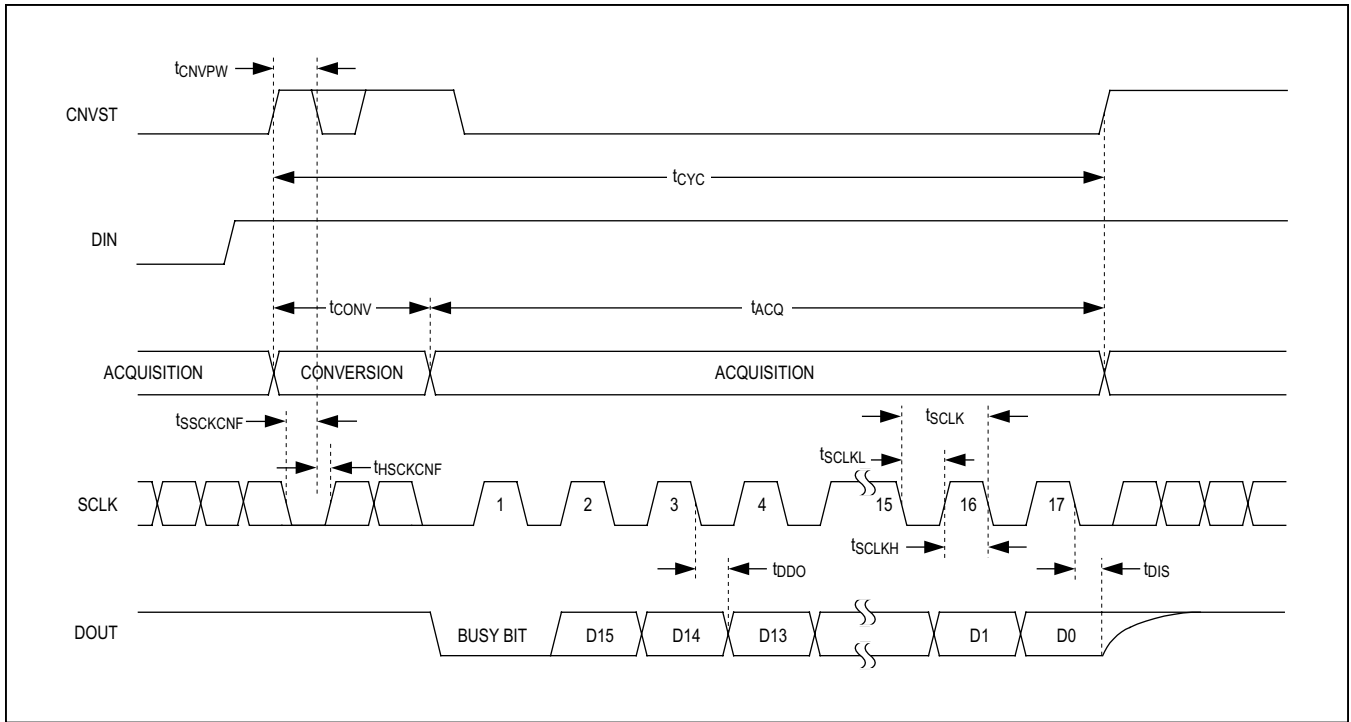 tCNVPW
CNVST
tCYC
DIN
tCONV
tACQ
ACQUISITION CONVERSION ACQUISITION
tSSCKCNF
tSCLK
tHSCKCNF
tSCLKL
SCLK 1 2 3 4 15 16 17
tSCLKH
tDDO
tDIS
DOUT BUSY BIT D15 D14 D13 D1 D0